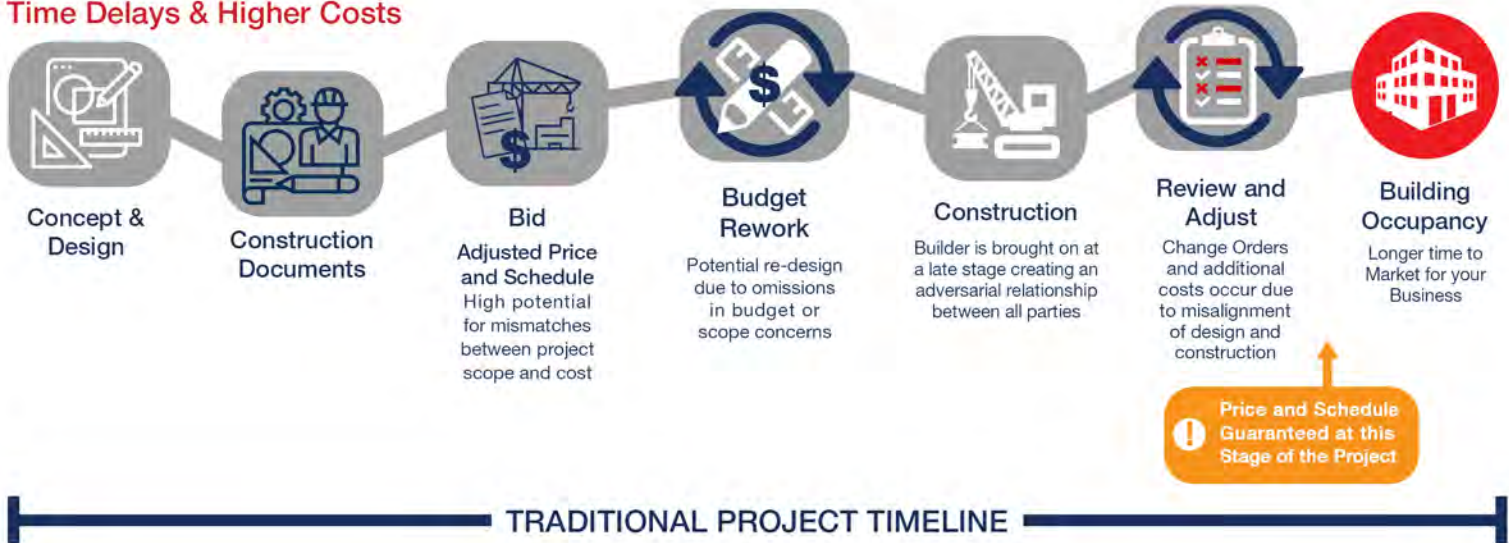 Time Delays & Higher Costs
Concept &
Design
Construction
Documents
Bid
Adjusted Price
and Schedule
High potential
for mismatches
between project
scope and cost
$
$
Budget
Rework
Potential re-design
due to omissions
in budget or
scope concerns
Construction
Builder is brought on at
a late stage creating an
adversarial relationship
between all parties
Review and
Adjust
Change Orders
and additional
costs occur due
to misalignment
of design and
construction
! Price and Schedule
Guaranteed at this
Stage of the Project
Building
Occupancy
Longer time to
Market for your
Business
TRADITIONAL PROJECT TIMELINE